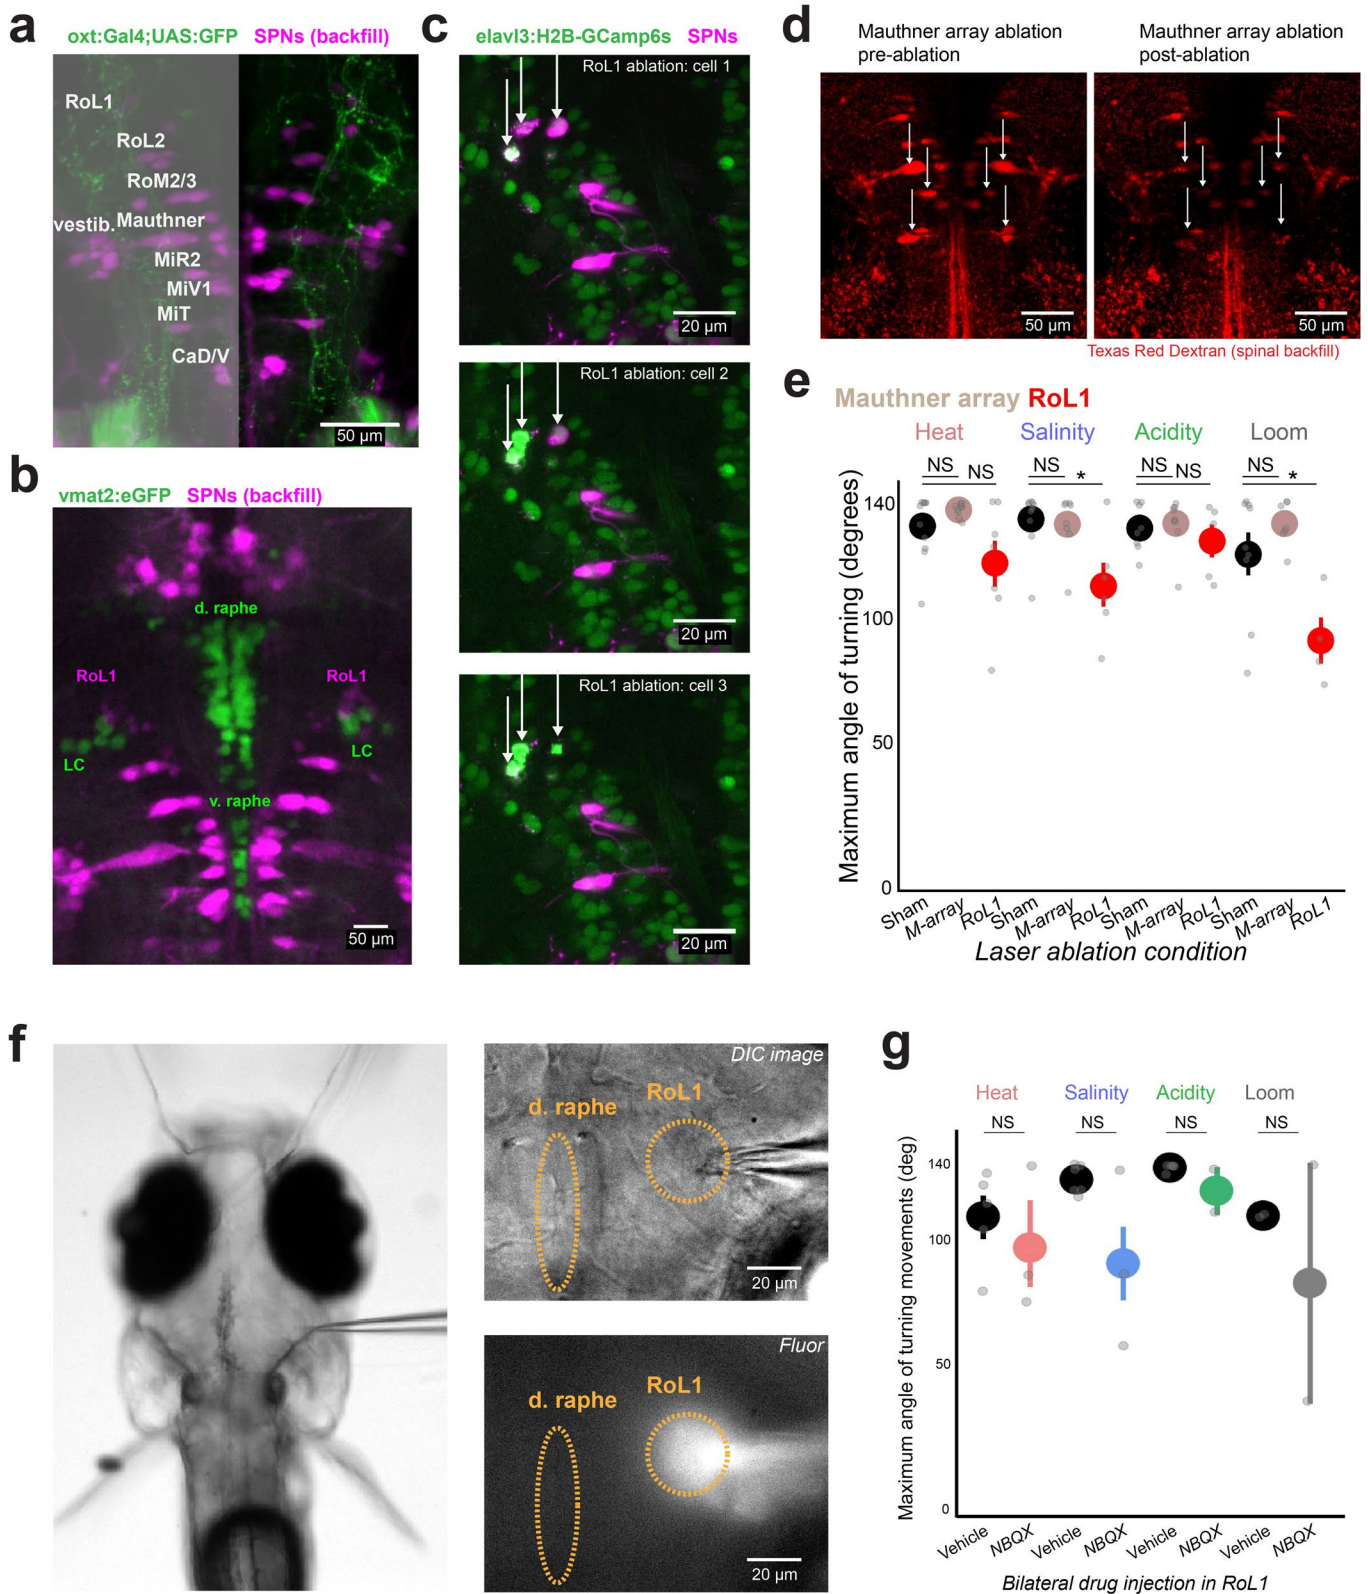 a
oxt:Gal4;UAS:GFP SPNs (backfill)
RoL1
RoL2
RoM2/3
vestib. Mauthner
MiR2
MiV1
MiT
CaD/V
50 µm
b
vmat2:eGFP SPNs (backfill)
d. raphe
RoL1 RoL1
LC LC
v. raphe
50 µm
c
elavl3:H2B-GCamp6s SPNs
RoL1 ablation: cell 1
20 µm
RoL1 ablation: cell 2
20 µm
RoL1 ablation: cell 3
20 µm
d
Mauthner array ablation
pre-ablation
Mauthner array ablation
post-ablation
50 µm
50 µm
Texas Red Dextran (spinal backfill)
e
Mauthner array RoL1
Heat Salinity Acidity Loom
NS NS NS * NS NS NS *
Maximum angle of turning (degrees)
140
100
50
0
Sham M-array RoL1 Sham M-array RoL1 Sham M-array RoL1 Sham M-array RoL1
Laser ablation condition
f
DIC image
RoL1
d. raphe
20 µm
Fluor
RoL1
d. raphe
20 µm
g
Heat Salinity Acidity Loom
NS NS NS NS
Maximum angle of turning movements (deg)
140
100
50
0
Vehicle NBQX Vehicle NBQX Vehicle NBQX Vehicle NBQX
Bilateral drug injection in RoL1